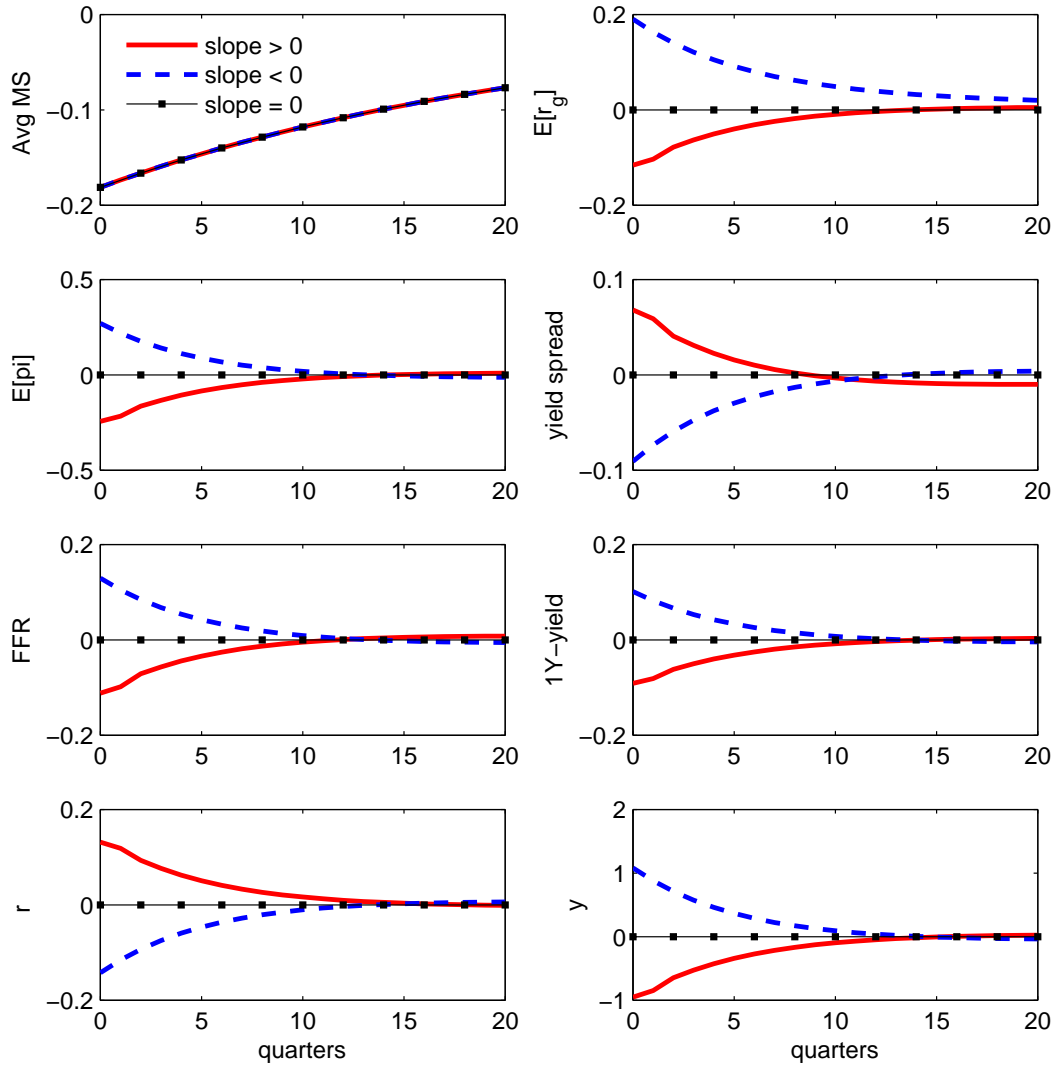 0
−0.1
−0.2
Avg MS
slope > 0
slope < 0
slope = 0
0 5 10 15 20
0.2
0
−0.2
E[r_g]
0 5 10 15 20
0.5
0
−0.5
E[pi]
0 5 10 15 20
0.1
0
−0.1
yield spread
0 5 10 15 20
0.2
0
−0.2
FFR
0 5 10 15 20
0.2
0
−0.2
1Y−yield
0 5 10 15 20
0.2
0
−0.2
r
0 5 10 15 20
quarters
2
1
0
−1
y
0 5 10 15 20
quarters